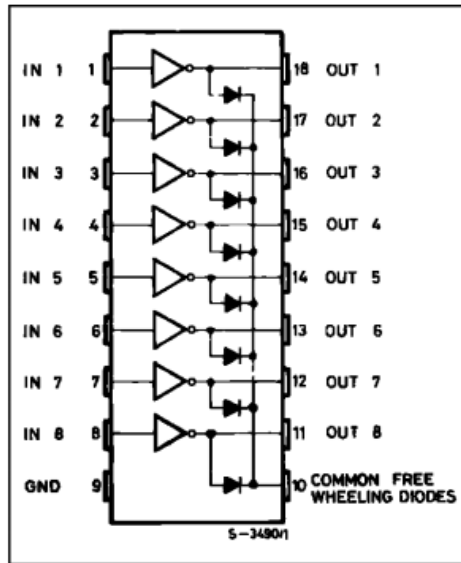 IN 1 1 18 OUT 1
IN 2 2 17 OUT 2
IN 3 3 16 OUT 3
IN 4 4 15 OUT 4
IN 5 5 14 OUT 5
IN 6 6 13 OUT 6
IN 7 7 12 OUT 7
IN 8 8 11 OUT 8
GND 9 10 COMMON FREE
WHEELING DIODES
S-3490/1